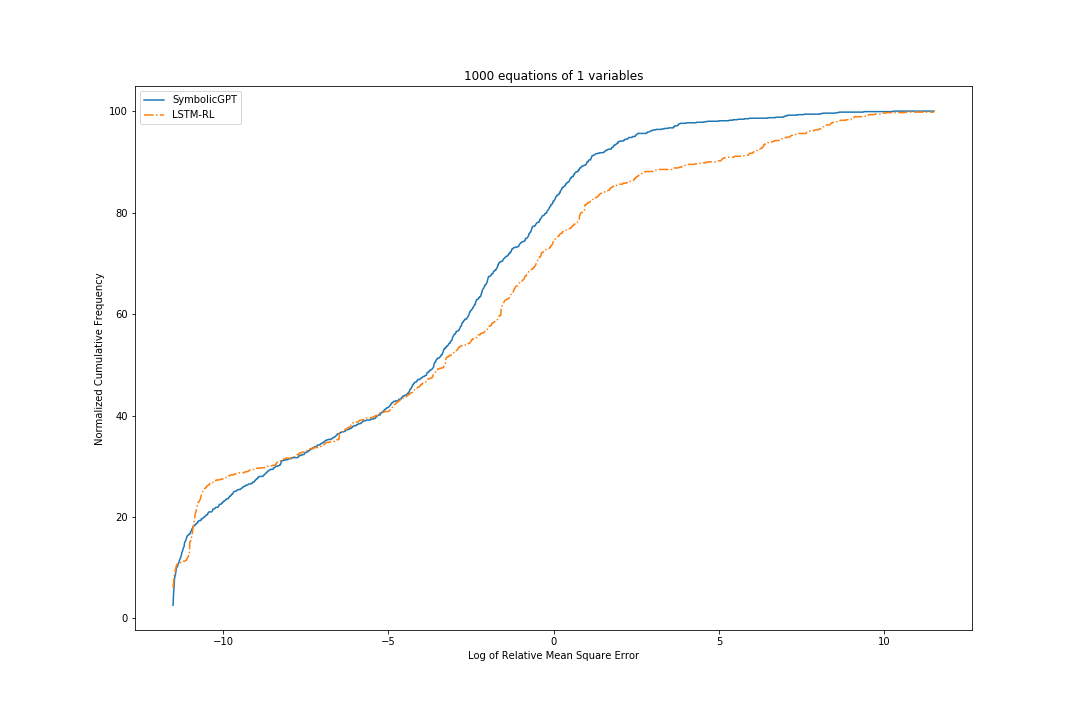 1000 equations of 1 variables
SymbolicGPT
LSTM-RL
100
80
60
40
20
0
Normalized Cumulative Frequency
−10
−5
0
5
10
Log of Relative Mean Square Error